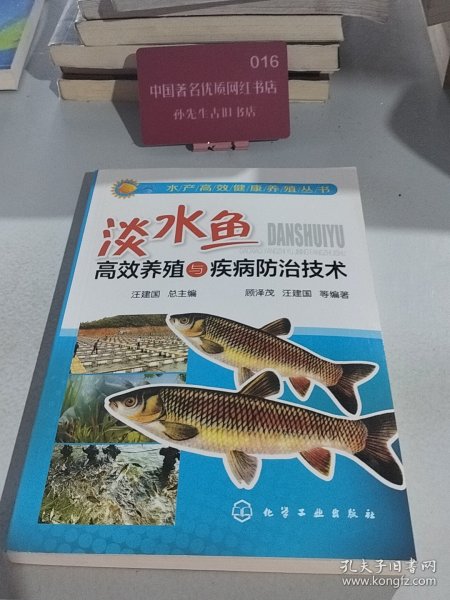 016
中国著名优质网红书店
孙先生古旧书店
水产高效健康养殖丛书
淡水鱼
DANSHUIYU
高效养殖与疾病防治技术
汪建国 总主编 顾泽茂 汪建国 等编著
化学工业出版社
孔夫子旧书网
www.kongfz.com